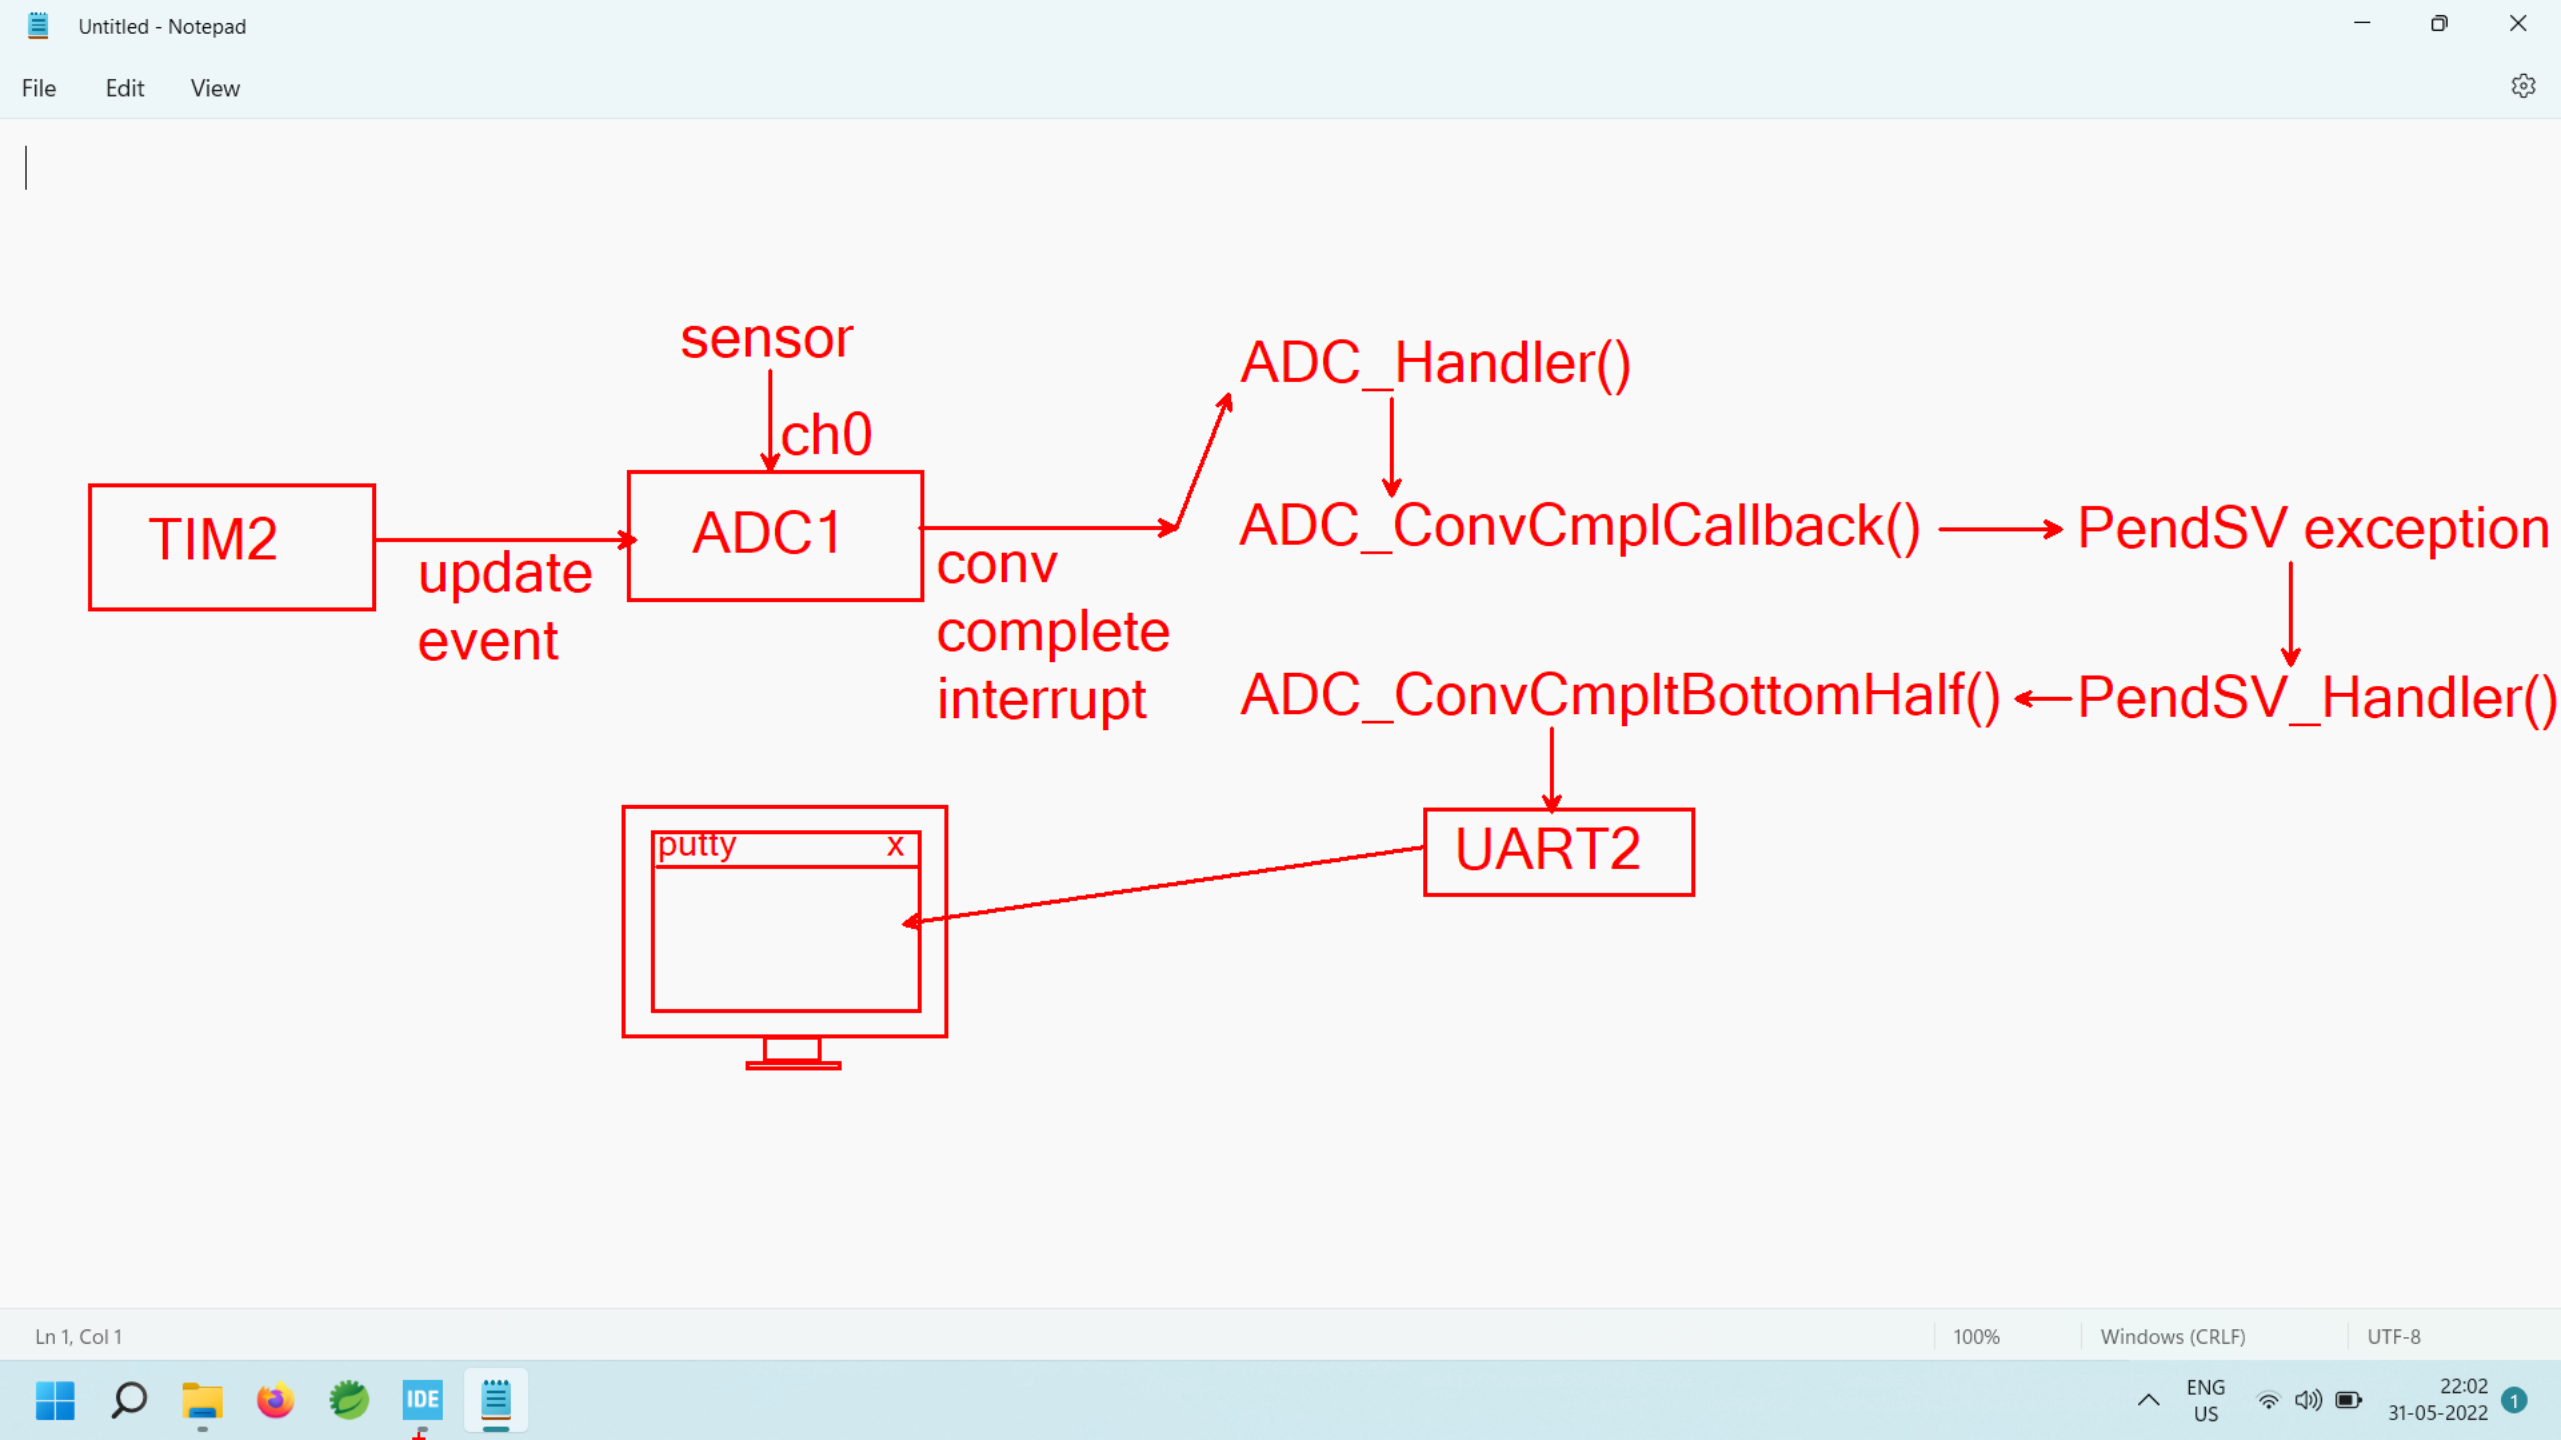 Untitled - Notepad
File Edit View
sensor
ch0
TIM2
update
event
ADC1
conv
complete
interrupt
ADC_Handler()
ADC_ConvCmplCallback()
PendSV exception
ADC_ConvCmpltBottomHalf()
PendSV_Handler()
putty x
UART2
Ln 1, Col 1
100%
Windows (CRLF)
UTF-8
IDE
ENG
US
22:02
31-05-2022
1